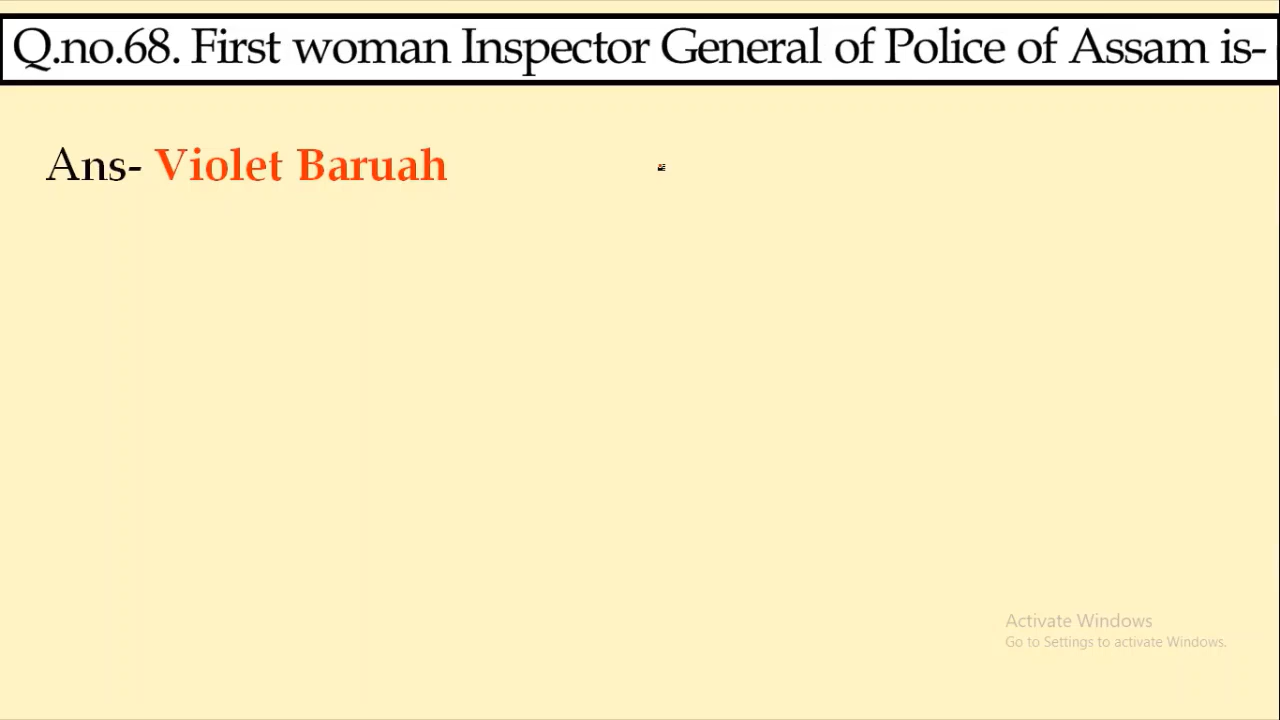 Q.no.68. First woman Inspector General of Police of Assam is-
Ans- Violet Baruah
Activate Windows
Go to Settings to activate Windows.